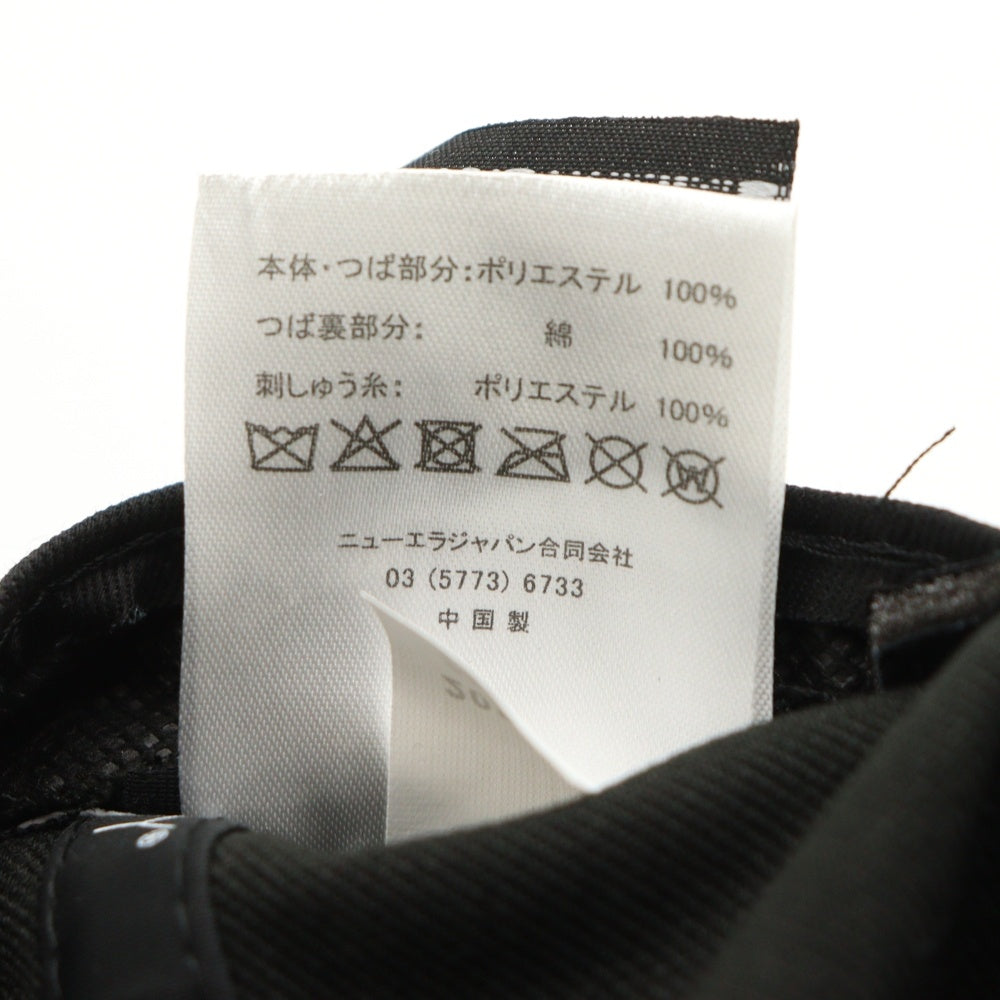 本体・つば部分:ポリエステル 100%
つば裏部分: 綿 100%
刺しゅう糸: ポリエステル 100%
W
ニューエラジャパン合同会社
03 (5773) 6733
中国製